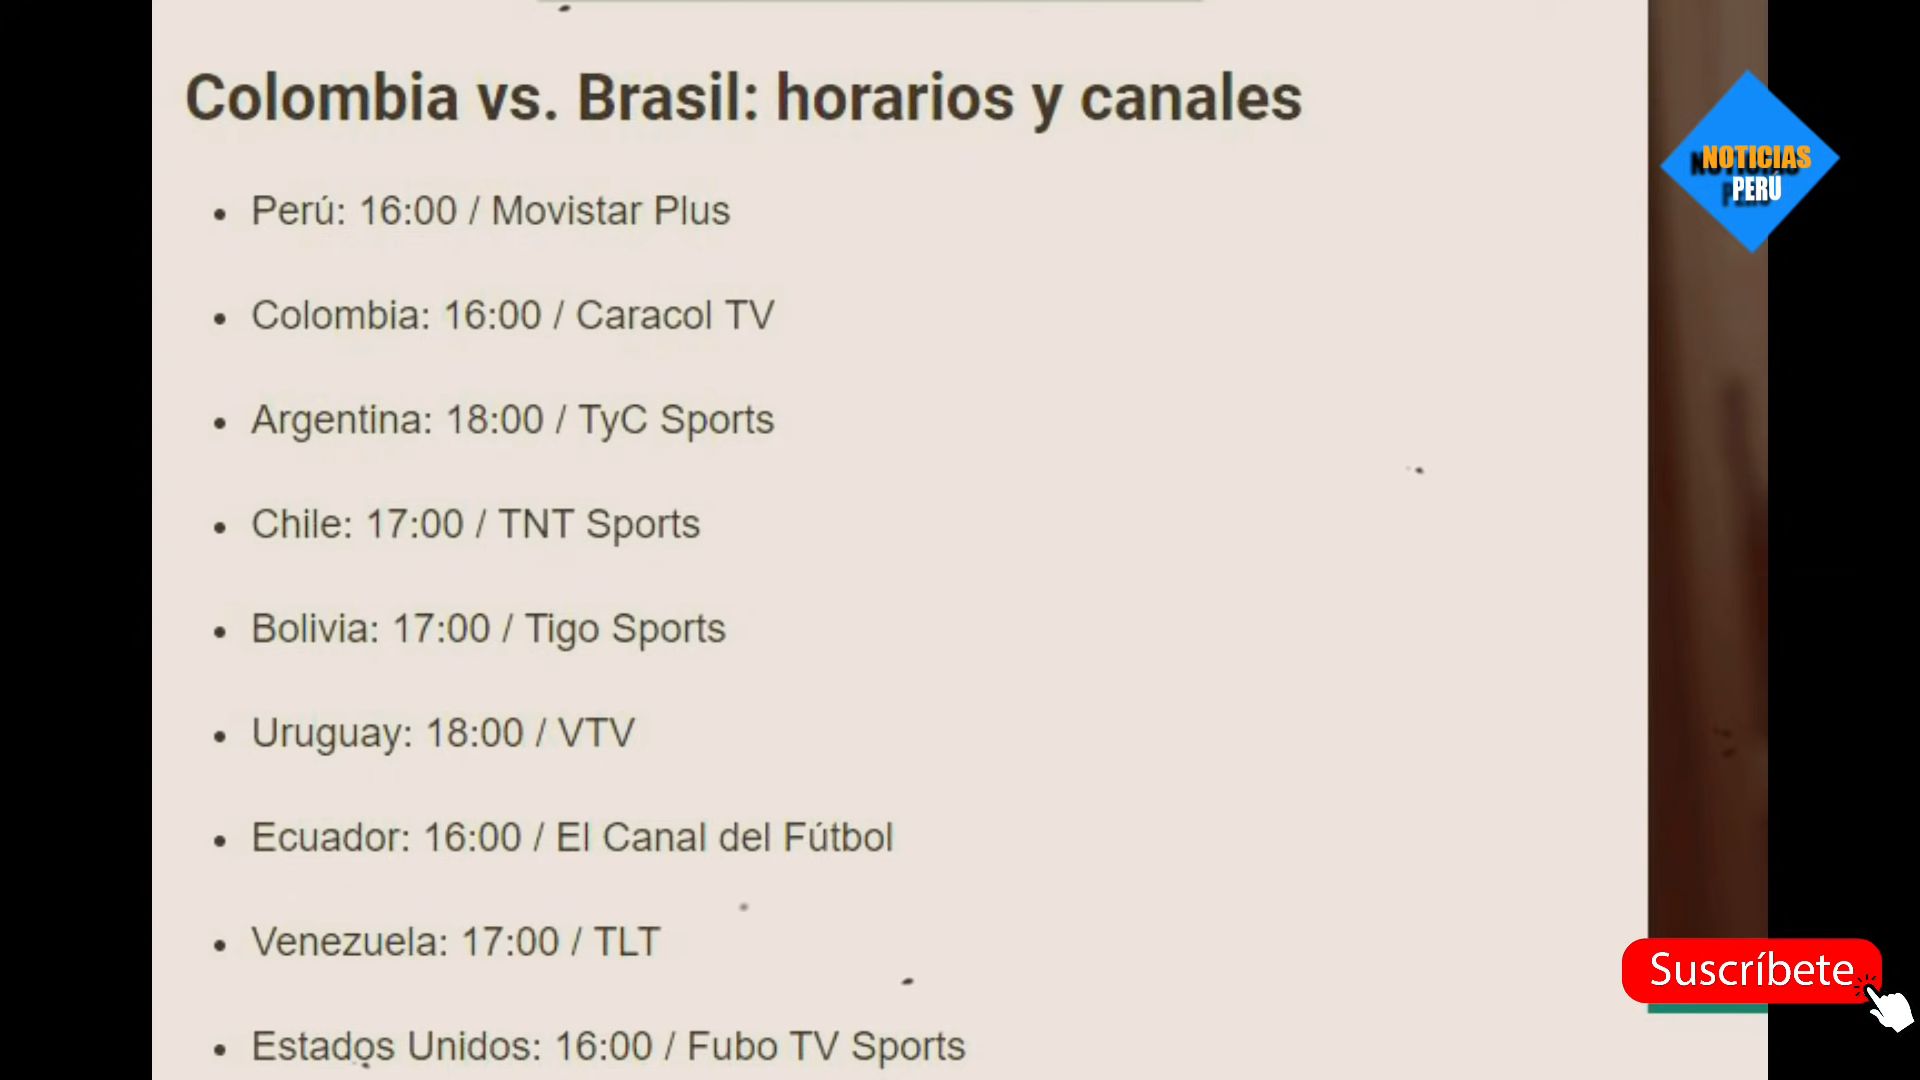 Colombia vs. Brasil: horarios y canales
NOTICIAS
PERÚ
Perú: 16:00 / Movistar Plus
Colombia: 16:00 / Caracol TV
Argentina: 18:00 / TyC Sports
Chile: 17:00 / TNT Sports
Bolivia: 17:00 / Tigo Sports
Uruguay: 18:00 / VTV
Ecuador: 16:00 / El Canal del Fútbol
Venezuela: 17:00 / TLT
Suscríbete
Estados Unidos: 16:00 / Fubo TV Sports